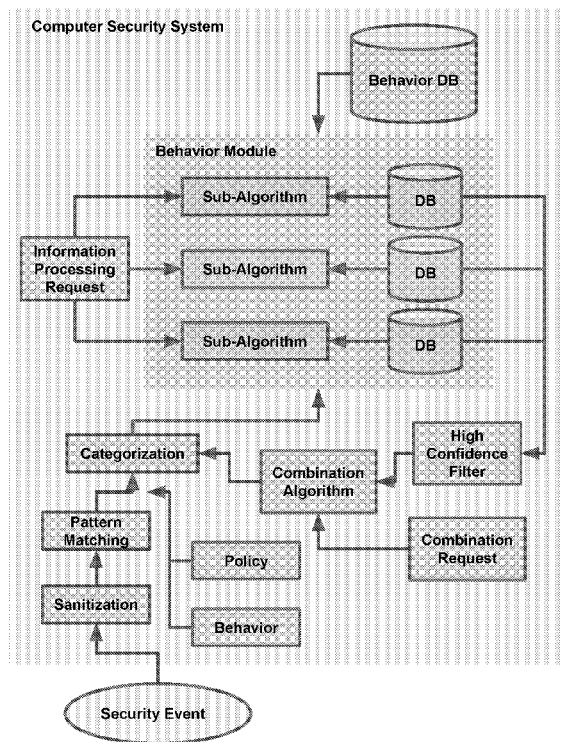 Computer Security System
Behavior DB
Behavior Module
Sub-Algorithm
DB
Information
Processing
Request
Sub-Algorithm
DB
Sub-Algorithm
DB
Categorization
Combination
Algorithm
High
Confidence
Filter
Pattern
Matching
Policy
Combination
Request
Sanitization
Behavior
Security Event